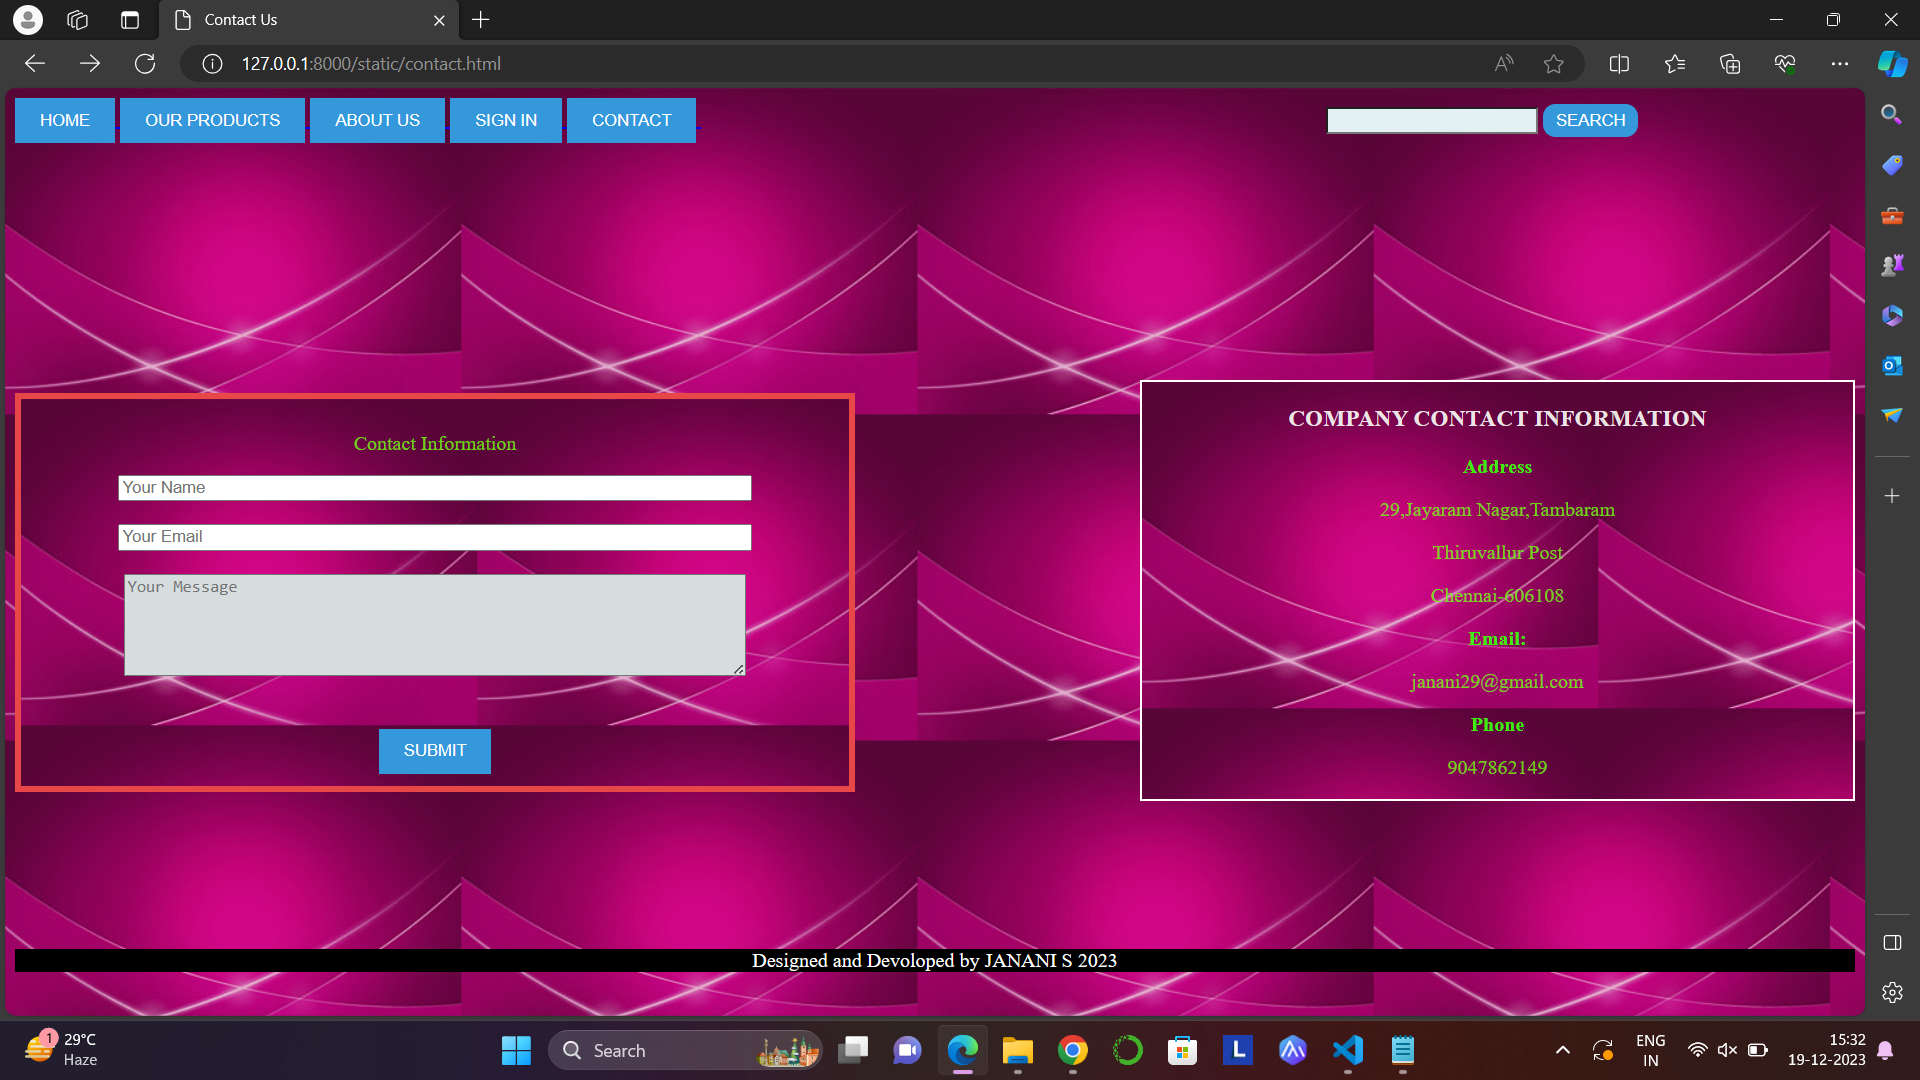 Contact Us
127.0.0.1:8000/static/contact.html
HOME
OUR PRODUCTS
ABOUT US
SIGN IN
CONTACT
SEARCH
Contact Information
Your Name
Your Email
Your Message
SUBMIT
COMPANY CONTACT INFORMATION
Address
29,Jayaram Nagar,Tambaram
Thiruvallur Post
Chennai-606108
Email:
janani29@gmail.com
Phone
9047862149
Designed and Devoloped by JANANI S 2023
1
29°C
Haze
Search
L
ENG
IN
15:32
19-12-2023